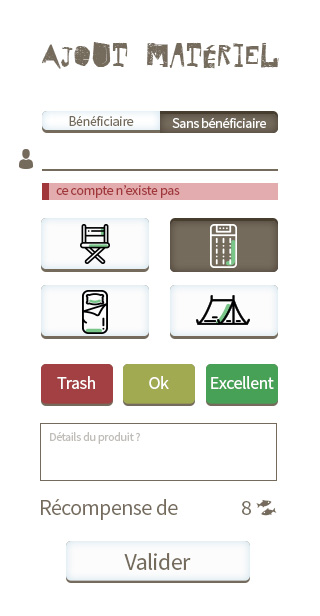 AJOUT MATÉRIEL
Bénéficiaire
Sans bénéficiaire
ce compte n'existe pas
Trash
Ok
Excellent
Détails du produit ?
Récompense de 8
Valider